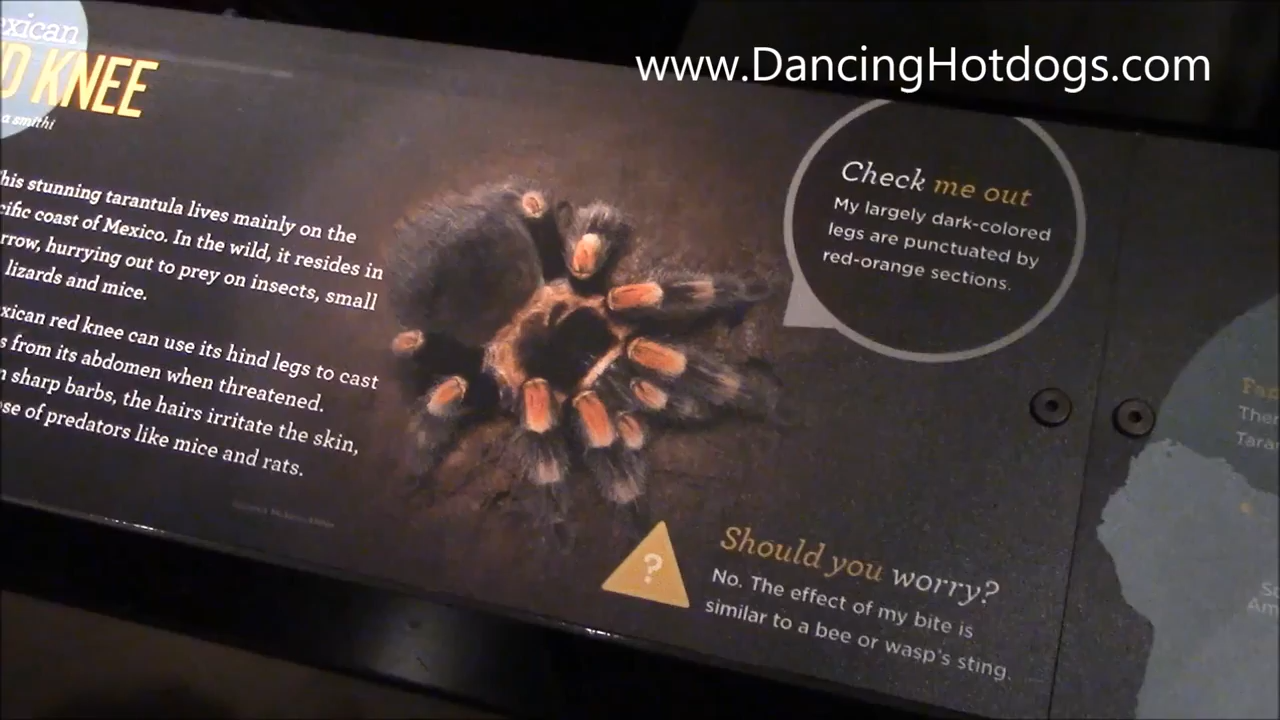 www.DancingHotdogs.com
xican
D KNEE
a smithi
his stunning tarantula lives mainly on the
cific coast of Mexico. In the wild, it resides in
rrow, hurrying out to prey on insects, small
lizards and mice.
xican red knee can use its hind legs to cast
s from its abdomen when threatened.
n sharp barbs, the hairs irritate the skin,
ose of predators like mice and rats.
Check me out
My largely dark-colored
legs are punctuated by
red-orange sections.
?
Should you worry?
No. The effect of my bite is
similar to a bee or wasp's sting.
Tara